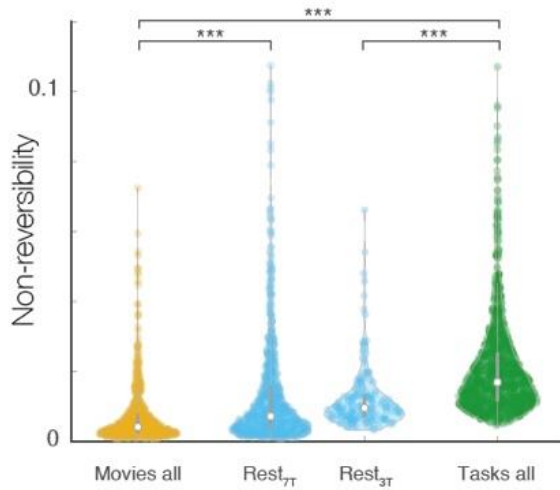 ***
*** ***
0.1
Non-reversibility
0
Movies all Rest7T Rest3T Tasks all